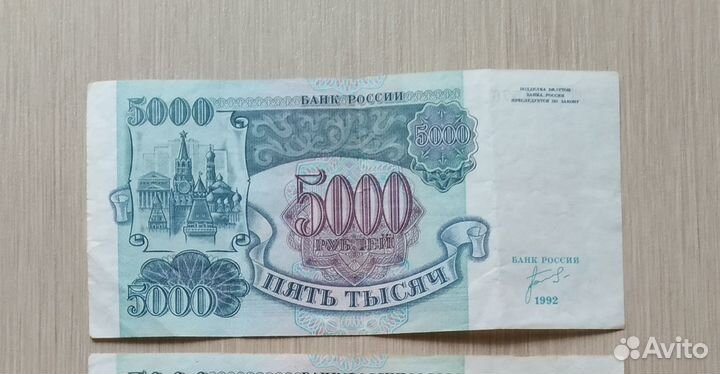 БАНК РОССИИ
ПОДДЕЛКА БИЛЕТОВ
БАНКА РОССИИ
ПРЕСЛЕДУЕТСЯ ПО ЗАКОНУ
5000
5000
5000
РУБЛЕЙ
ПЯТЬ ТЫСЯЧ
5000
БАНК РОССИИ
1992
Avito